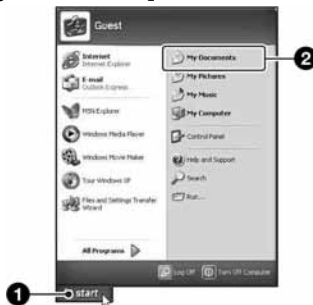 Guest
Internet
Internet Explorer
E-mail
Outlook Express
MSN Explorer
Windows Media Player
Windows Movie Maker
Tour Windows XP
Files and Settings Transfer
Wizard
All Programs
My Documents
2
My Pictures
My Music
My Computer
Control Panel
Help and Support
Search
Run...
Log Off
Turn Off Computer
1
start